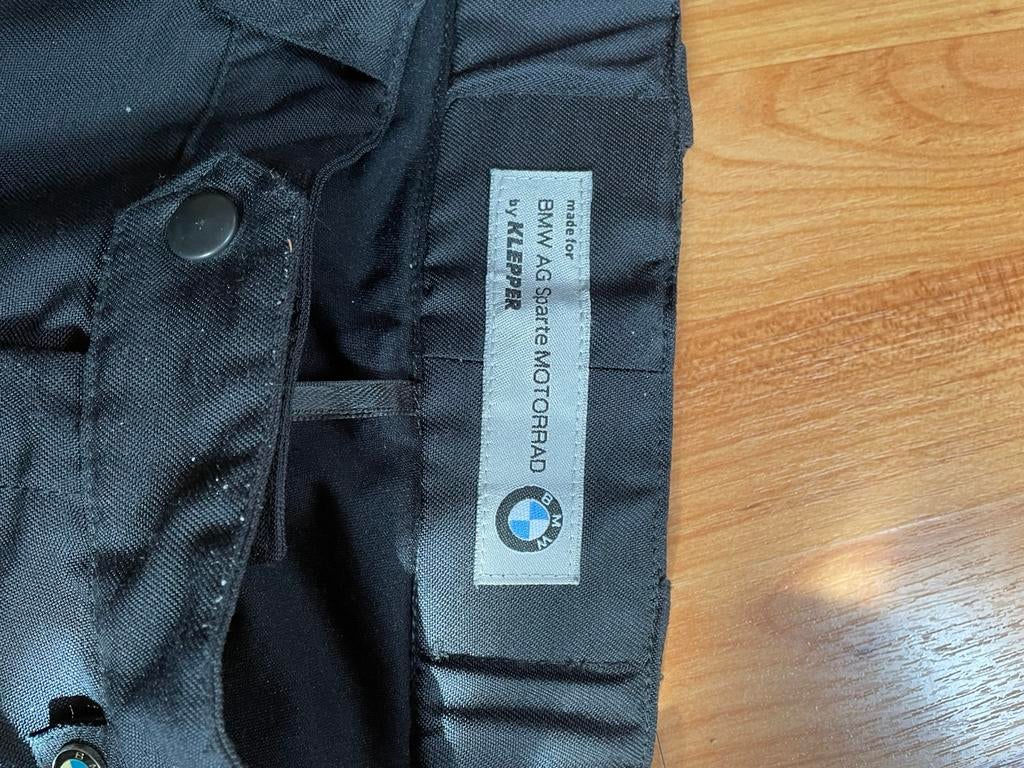 made for
BMW AG Sparte MOTORRAD
by KLEPPER
BMW